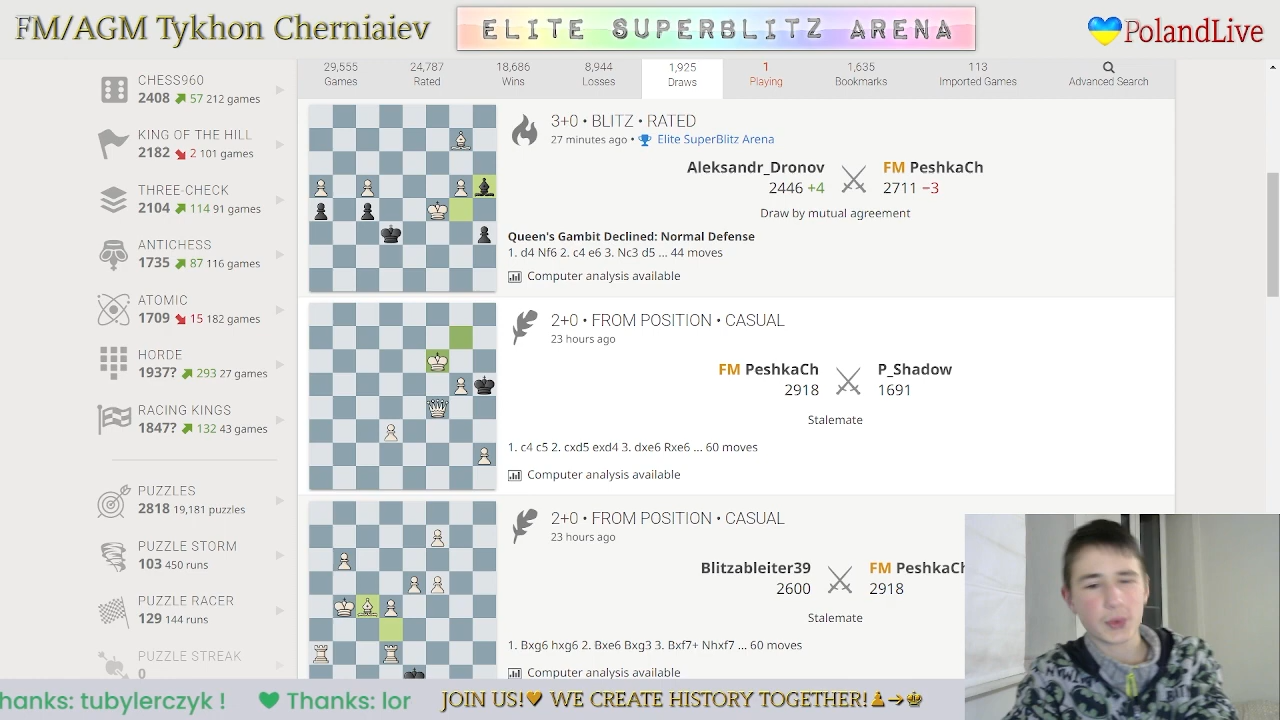 FM/AGM Tykhon Cherniaiev
ELITE SUPERBLITZ ARENA
PolandLive
29,555 Games
24,787 Rated
18,686 Wins
8,944 Losses
1,925 Draws
1 Playing
1,635 Bookmarks
113 Imported Games
Advanced Search
CHESS960
2408 57 212 games
KING OF THE HILL
2182 2 101 games
THREE-CHECK
2104 114 91 games
ANTICHESS
1735 87 116 games
ATOMIC
1709 15 182 games
HORDE
1937? 293 27 games
RACING KINGS
1847? 132 43 games
PUZZLES
2818 19,181 puzzles
PUZZLE STORM
103 450 runs
PUZZLE RACER
129 144 runs
PUZZLE STREAK
0
3+0 • BLITZ • RATED
27 minutes ago • Elite SuperBlitz Arena
Aleksandr_Dronov FM PeshkaCh
2446 +4 2711 −3
Draw by mutual agreement
Queen's Gambit Declined: Normal Defense
1. d4 Nf6 2. c4 e6 3. Nc3 d5 ... 44 moves
Computer analysis available
2+0 • FROM POSITION • CASUAL
23 hours ago
FM PeshkaCh P_Shadow
2918 1691
Stalemate
1. c4 c5 2. cxd5 exd4 3. dxe6 Rxe6 ... 60 moves
Computer analysis available
2+0 • FROM POSITION • CASUAL
23 hours ago
Blitzableiter39 FM PeshkaCh
2600 2918
Stalemate
1. Bxg6 hxg6 2. Bxe6 Bxg3 3. Bxf7+ Nhxf7 ... 60 moves
Computer analysis available
hanks: tubylerczyk ! Thanks: lor
JOIN US! WE CREATE HISTORY TOGETHER!